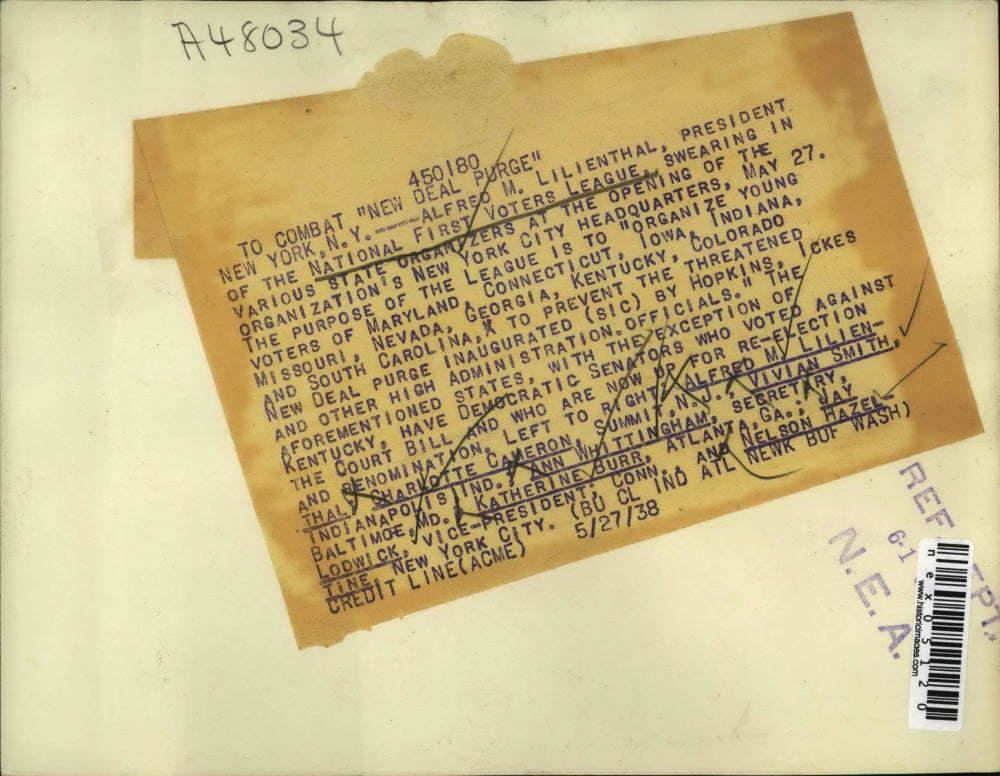 A48034
450180
TO COMBAT "NEW DEAL PURGE"
NEW YORK, N.Y.----ALFRED M. LILIENTHAL, PRESIDENT
OF THE NATIONAL FIRST VOTERS LEAGUE, SWEARING IN
VARIOUS STATE ORGANIZERS AT THE OPENING OF THE
ORGANIZATION'S NEW YORK CITY HEADQUARTERS, MAY 27.
THE PURPOSE OF THE LEAGUE IS TO "ORGANIZE YOUNG
VOTERS OF MARYLAND, CONNECTICUT, IOWA, INDIANA,
MISSOURI, NEVADA, GEORGIA, KENTUCKY, COLORADO
AND SOUTH CAROLINA, TO PREVENT THE THREATENED
NEW DEAL PURGE INAUGURATED (SIC) BY HOPKINS, ICKES
AND OTHER HIGH ADMINISTRATION OFFICIALS." THE
AFOREMENTIONED STATES, WITH THE EXCEPTION OF
KENTUCKY, HAVE DEMOCRATIC SENATORS WHO VOTED AGAINST
THE COURT BILL AND WHO ARE NOW UP FOR RE-ELECTION
AND RENOMINATION. LEFT TO RIGHT, ALFRED M. LILIEN-
THAL, CHARLOTTE CAMERON, SUMMIT, N.J., VIVIAN SMITH,
INDIANAPOLIS, IND., ANN WHITTINGHAM, SECRETARY,
BALTIMOE, MD., KATHERINE BURR, ATLANTA, GA., JAY
LODWICK, VICE-PRESIDENT, CONN., AND NELSON HAZEL-
TINE, NEW YORK CITY. (BU CL IND ATL NEWK BUF WASH)
CREDIT LINE(ACME) 5/27/38
N.E.A.
www.historicimages.com
nex05120